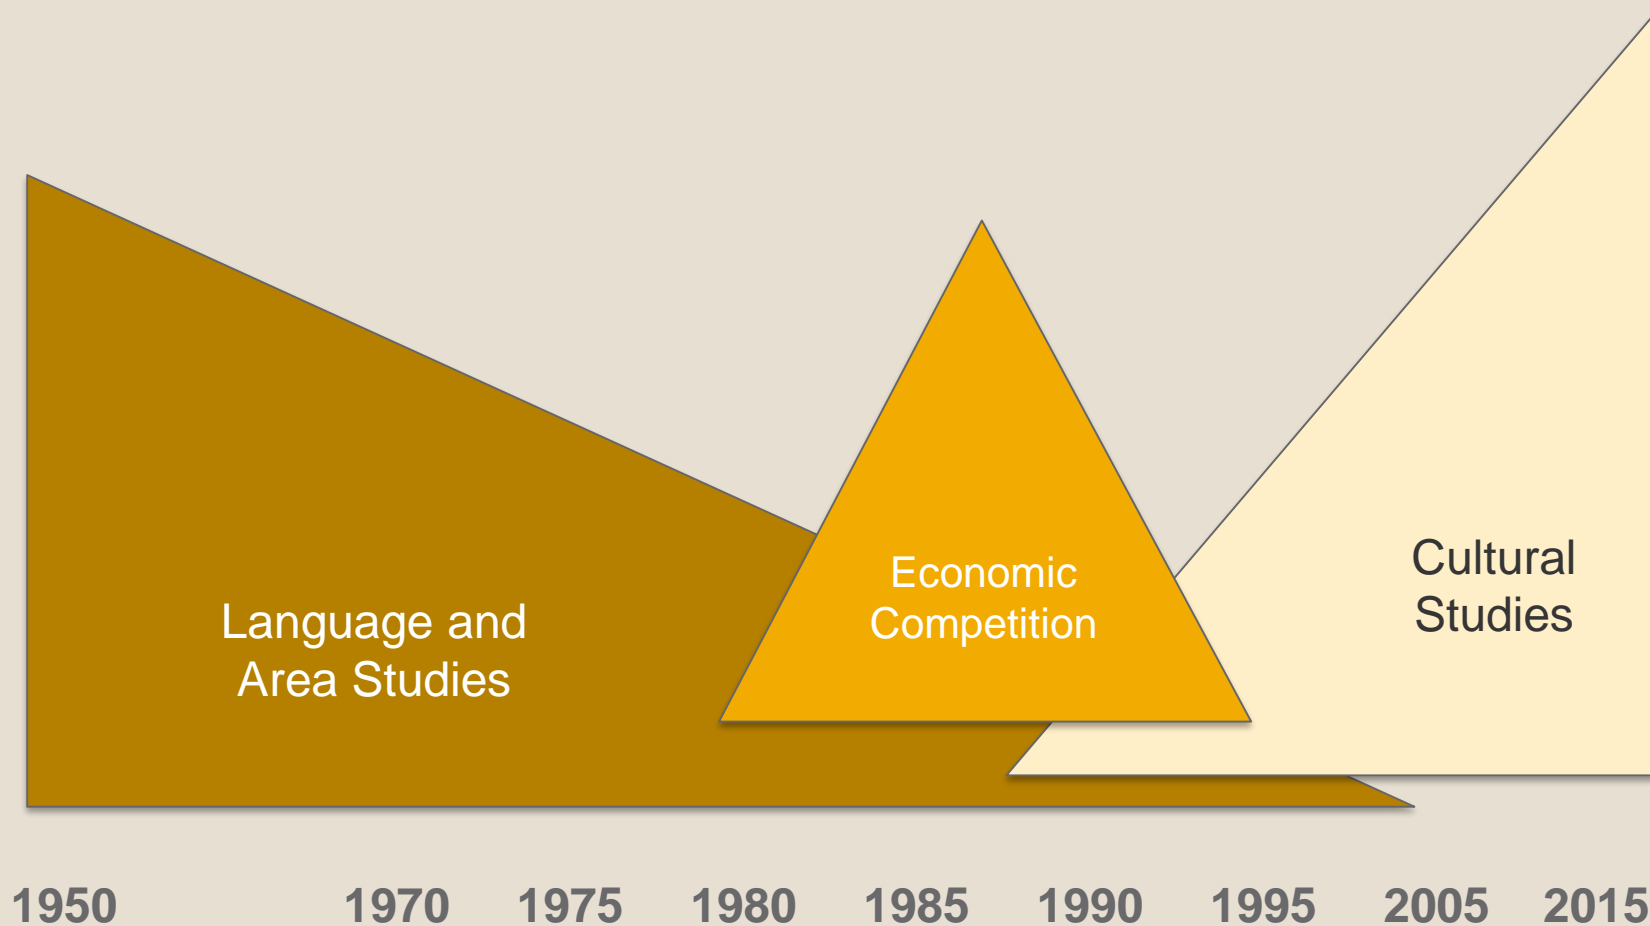 Economic
Competition
Cultural
Studies
Language and
Area Studies
1950 1970 1975 1980 1985 1990 1995 2005 2015